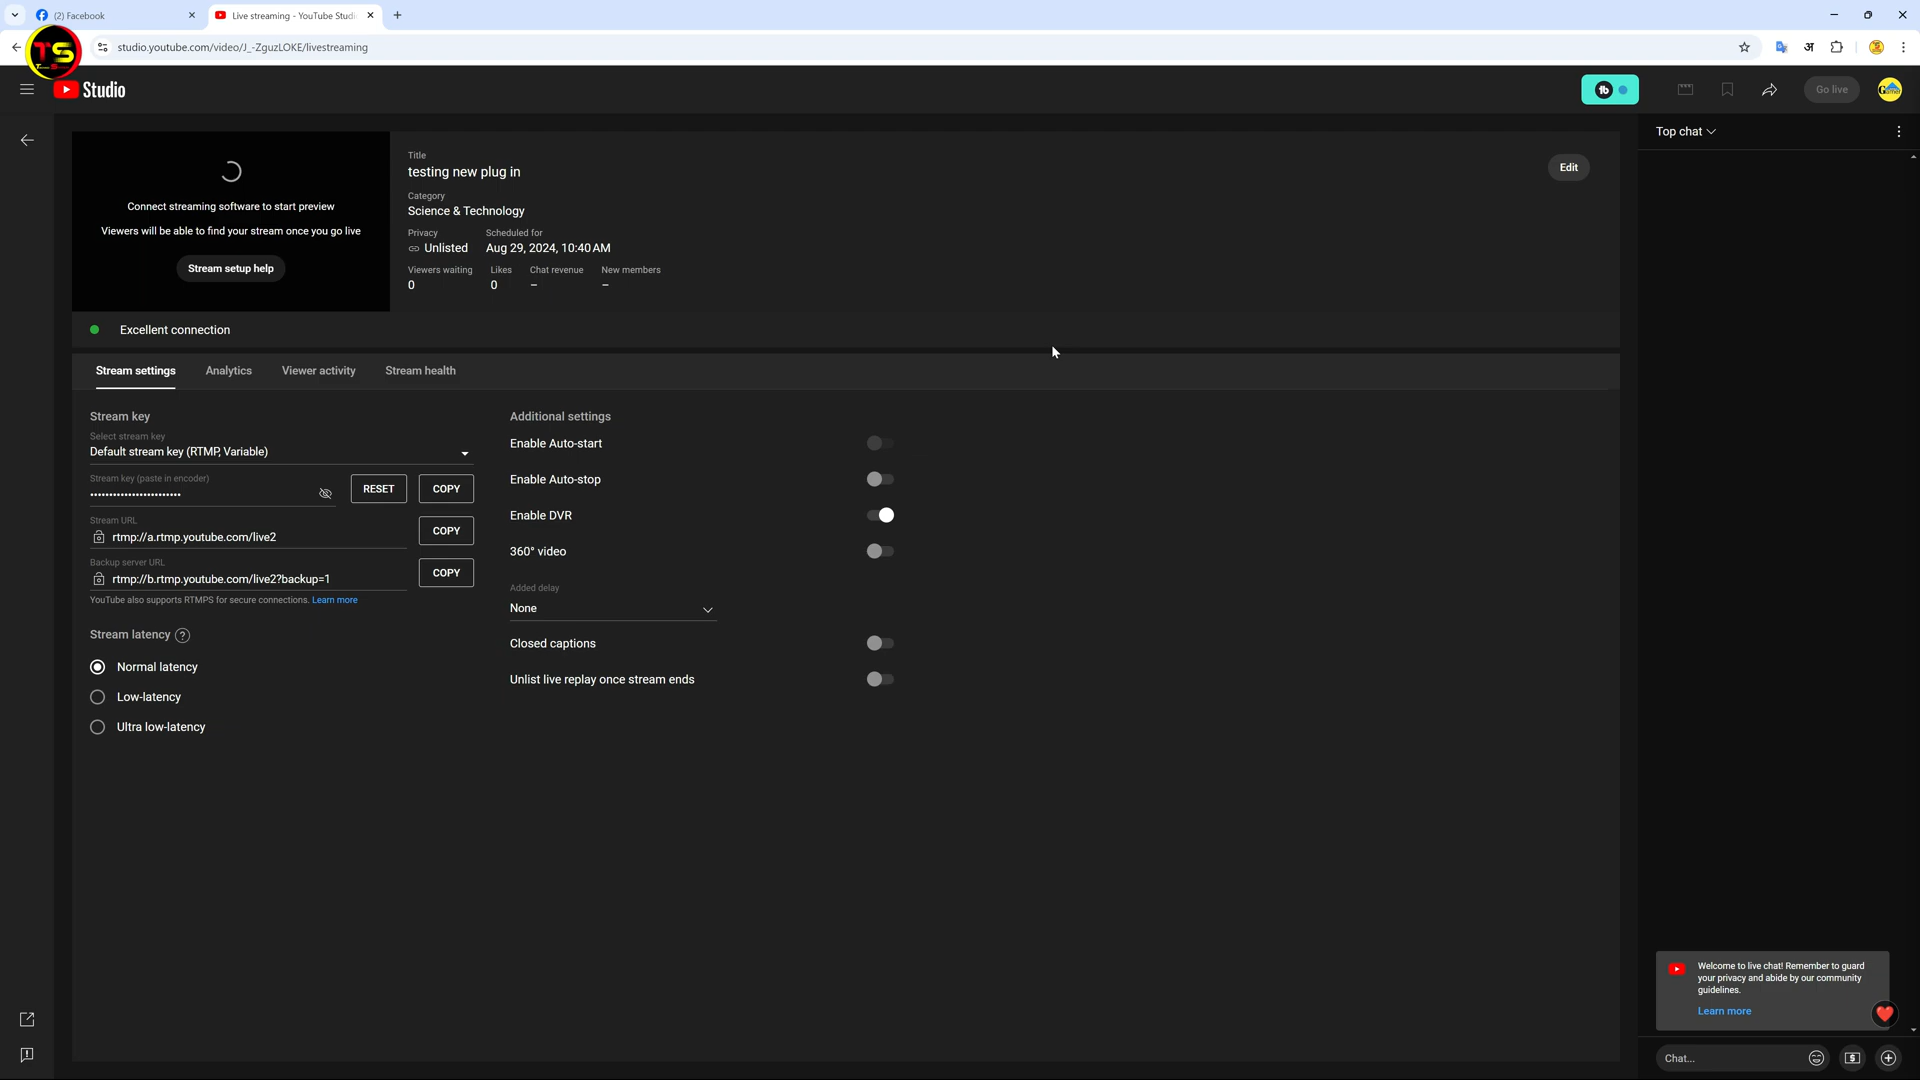 (2) Facebook
Live streaming - YouTube Studi
TS
studio.youtube.com/video/J_-ZguzLOKE/livestreaming
अ
Studio
tb
Go live
Connect streaming software to start preview
Viewers will be able to find your stream once you go live
Stream setup help
Title
testing new plug in
Category
Science & Technology
Privacy
Scheduled for
Unlisted
Aug 29, 2024, 10:40 AM
Viewers waiting
Likes
Chat revenue
New members
0
0
–
–
Edit
Excellent connection
Stream settings
Analytics
Viewer activity
Stream health
Stream key
Select stream key
Default stream key (RTMP, Variable)
Stream key (paste in encoder)
RESET
COPY
Stream URL
rtmp://a.rtmp.youtube.com/live2
COPY
Backup server URL
rtmp://b.rtmp.youtube.com/live2?backup=1
COPY
YouTube also supports RTMPS for secure connections. Learn more
Stream latency
Normal latency
Low-latency
Ultra low-latency
Additional settings
Enable Auto-start
Enable Auto-stop
Enable DVR
360° video
Added delay
None
Closed captions
Unlist live replay once stream ends
Top chat
Welcome to live chat! Remember to guard
your privacy and abide by our community
guidelines.
Learn more
Chat...